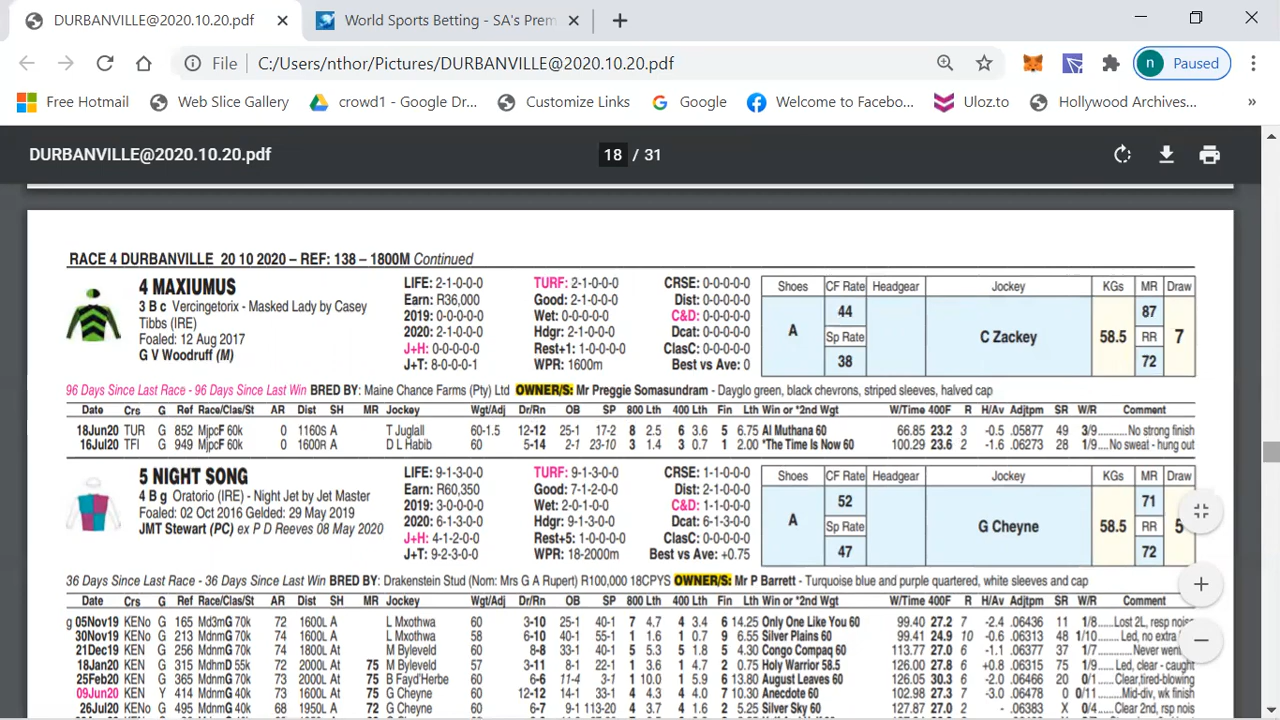 DURBANVILLE@2020.10.20.pdf
World Sports Betting - SA's Prem
File C:/Users/nthor/Pictures/DURBANVILLE@2020.10.20.pdf n Paused
Free Hotmail Web Slice Gallery crowd1 - Google Dr... Customize Links Google Welcome to Facec... Uloz.to Hollywood Archives... »
DURBANVILLE@2020.10.20.pdf 18 / 31
RACE 4 DURBANVILLE 20 10 2020 – REF: 138 – 1800M Continued
4 MAXIUMUS
3 B c Vercingetorix - Masked Lady by Casey
Tibbs (IRE)
Foaled: 12 Aug 2017
G V Woodruff (M)
LIFE: 2-1-0-0-0 TURF: 2-1-0-0-0 CRSE: 0-0-0-0-0
Earn: R36,000 Good: 2-1-0-0-0 Dist: 0-0-0-0-0
2019: 0-0-0-0-0 Wet: 0-0-0-0-0 C&D: 0-0-0-0-0
2020: 2-1-0-0-0 Hdgr: 2-1-0-0-0 Dcat: 0-0-0-0-0
J+H: 0-0-0-0-0 Rest+1: 1-0-0-0-0 ClasC: 0-0-0-0-0
J+T: 8-0-0-0-1 WPR: 1600m Best vs Ave: 0
Shoes CF Rate Headgear Jockey KGs MR Draw
A 44 C Zackey 58.5 87 7
Sp Rate RR
38 72
96 Days Since Last Race - 96 Days Since Last Win BRED BY: Maine Chance Farms (Pty) Ltd OWNER/S: Mr Preggie Somasundram - Dayglo green, black chevrons, striped sleeves, halved cap
Date Crs G Ref Race/Clas/St AR Dist SH MR Jockey Wgt/Adj Dr/Rn OB SP 800 Lth 400 Lth Fin Lth Win or *2nd Wgt W/Time 400F R H/Av Adjtpm SR W/R Comment
18Jun20 TUR G 852 MjpcF 60k 0 1160S A T Juglall 60-1.5 12-12 25-1 17-2 8 2.5 6 3.6 5 6.75 Al Muthana 60 66.85 23.2 3 -0.5 .05877 49 3/9 ......No strong finish
16Jul20 TFI G 949 MjpcF 60k 0 1600R A D L Habib 60 5-14 2-1 23-10 3 1.4 3 0.7 1 2.00 *The Time Is Now 60 100.29 23.6 2 -1.6 .06273 28 1/9 ...No sweat - hung out
5 NIGHT SONG
4 B g Oratorio (IRE) - Night Jet by Jet Master
Foaled: 02 Oct 2016 Gelded: 29 May 2019
JMT Stewart (PC) ex P D Reeves 08 May 2020
LIFE: 9-1-3-0-0 TURF: 9-1-3-0-0 CRSE: 1-1-0-0-0
Earn: R60,350 Good: 7-1-2-0-0 Dist: 2-1-0-0-0
2019: 3-0-0-0-0 Wet: 2-0-1-0-0 C&D: 1-1-0-0-0
2020: 6-1-3-0-0 Hdgr: 9-1-3-0-0 Dcat: 6-1-3-0-0
J+H: 4-1-2-0-0 Rest+5: 1-0-0-0-0 ClasC: 0-0-0-0-0
J+T: 9-2-3-0-0 WPR: 18-2000m Best vs Ave: +0.75
Shoes CF Rate Headgear Jockey KGs MR Draw
A 52 G Cheyne 58.5 71 5
Sp Rate RR
47 72
36 Days Since Last Race - 36 Days Since Last Win BRED BY: Drakenstein Stud (Nom: Mrs G A Rupert) R100,000 18CPYS OWNER/S: Mr P Barrett - Turquoise blue and purple quartered, white sleeves and cap
Date Crs G Ref Race/Clas/St AR Dist SH MR Jockey Wgt/Adj Dr/Rn OB SP 800 Lth 400 Lth Fin Lth Win or *2nd Wgt W/Time 400F R H/Av Adjtpm SR W/R Comment
g 05Nov19 KENo G 165 Md3mG 70k 72 1600L A L Mxothwa 60 3-10 25-1 40-1 7 4.7 4 3.4 6 14.25 Only One Like You 60 99.40 27.2 7 -2.4 .06436 11 1/8 ..Lost 2L, resp nois
30Nov19 KENo G 213 MdnmG 70k 74 1600L A L Mxothwa 58 6-10 40-1 55-1 1 1.6 1 0.7 9 6.55 Silver Plains 60 99.41 24.9 10 -0.6 .06313 48 1/10 ....Led, no extra
21Dec19 KEN G 256 MdnmG 70k 74 1800L At M Byleveld 60 8-8 33-1 40-1 5 5.3 5 1.8 5 4.30 Congo Compaq 60 113.77 27.0 6 -1.1 .06325 37 1/7 ..........Never wen
18Jan20 KEN G 315 MdnmD 55k 72 2000L At 75 M Byleveld 57 3-11 8-1 22-1 1 3.6 1 4.7 2 0.75 Holy Warrior 58.5 126.00 27.8 6 +0.8 .06315 75 1/9 ..Led, clear - caught
25Feb20 KEN G 362 MdnmG 70k 73 2000L At 75 B Fayd'Herbe 60 6-6 11-4 3-1 1 10.0 1 5.9 6 13.80 August Leaves 60 126.05 30.3 6 -2.0 .06466 20 0/1 ...Clear,tired-blowing
09Jun20 KEN Y 414 MdnmG 40k 73 1600L At 75 G Cheyne 60 12-12 14-1 33-1 4 4.3 4 4.0 7 10.30 Anecdote 60 102.98 27.3 7 -3.0 .06478 0/11 .......Mid-div, wk finish
26Jul20 KENo G 495 MdnmG 40k 68 1950L A 72 G Cheyne 60 6-7 9-1 113-20 4 1.6 2 5.25 Silver Sky 60 127.87 27.0 2 - .06383 X 0/4 ....Clear 2nd, rsp nois